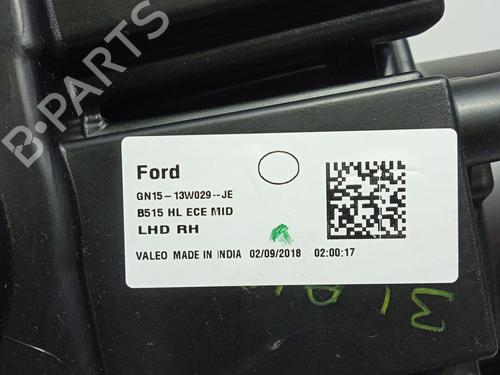 B-PARTS
Ford
GN15-13W029--JE
B515 HL ECE MID
LHD RH
VALEO MADE IN INDIA 02/09/2018 02:00:17